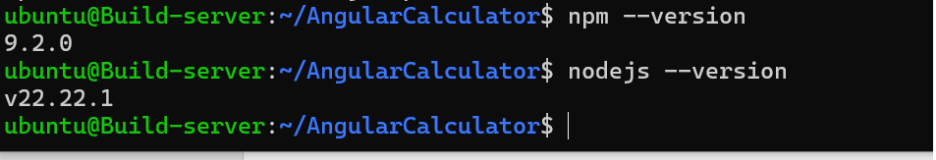 ubuntu@Build-server:~/AngularCalculator$ npm --version
9.2.0
ubuntu@Build-server:~/AngularCalculator$ nodejs --version
v22.22.1
ubuntu@Build-server:~/AngularCalculator$